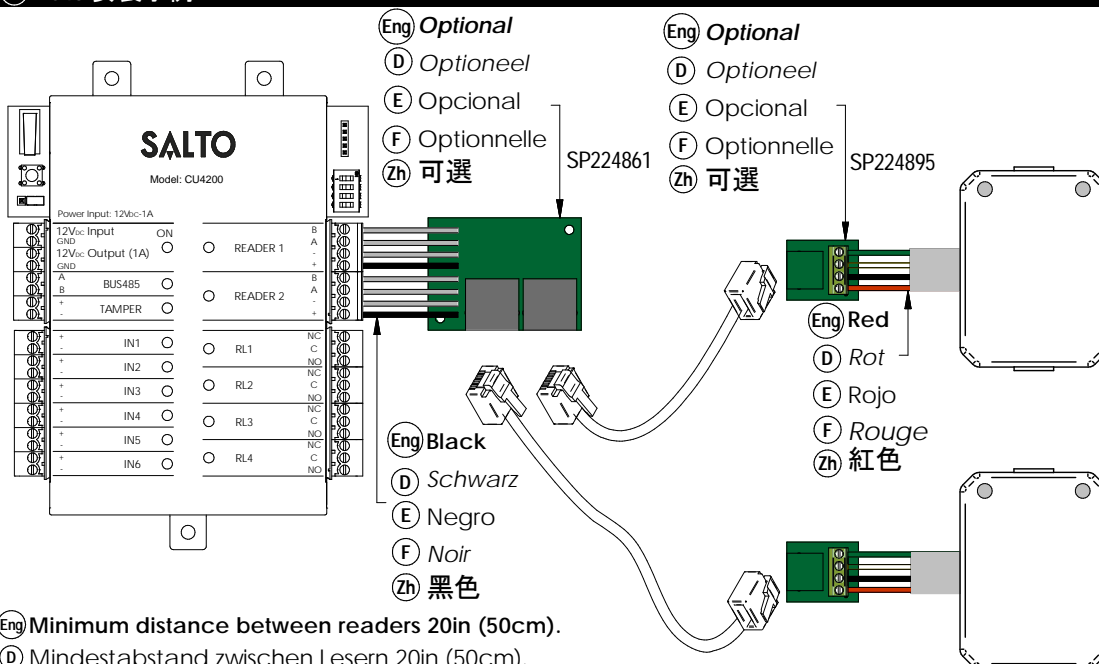 Eng Optional
D Optioneel
E Opcional
F Optionnelle
Zh 可選
SP224861
Eng Optional
D Optioneel
E Opcional
F Optionnelle
Zh 可選
SP224895
SALTO
Model: CU4200
Power Input: 12VDC-1A
12VDC Input ON
GND
12VDC Output (1A)
GND
A
B
BUS485
+
-
TAMPER
+
-
IN1
+
-
IN2
+
-
IN3
+
-
IN4
+
-
IN5
+
-
IN6
READER 1
B
A
-
+
READER 2
B
A
-
+
RL1
NC
C
NO
RL2
NC
C
NO
RL3
NC
C
NO
RL4
NC
C
NO
Eng Red
D Rot
E Rojo
F Rouge
Zh 紅色
Eng Black
D Schwarz
E Negro
F Noir
Zh 黑色
Eng Minimum distance between readers 20in (50cm).
D Mindestabstand zwischen Lesern 20in (50cm).